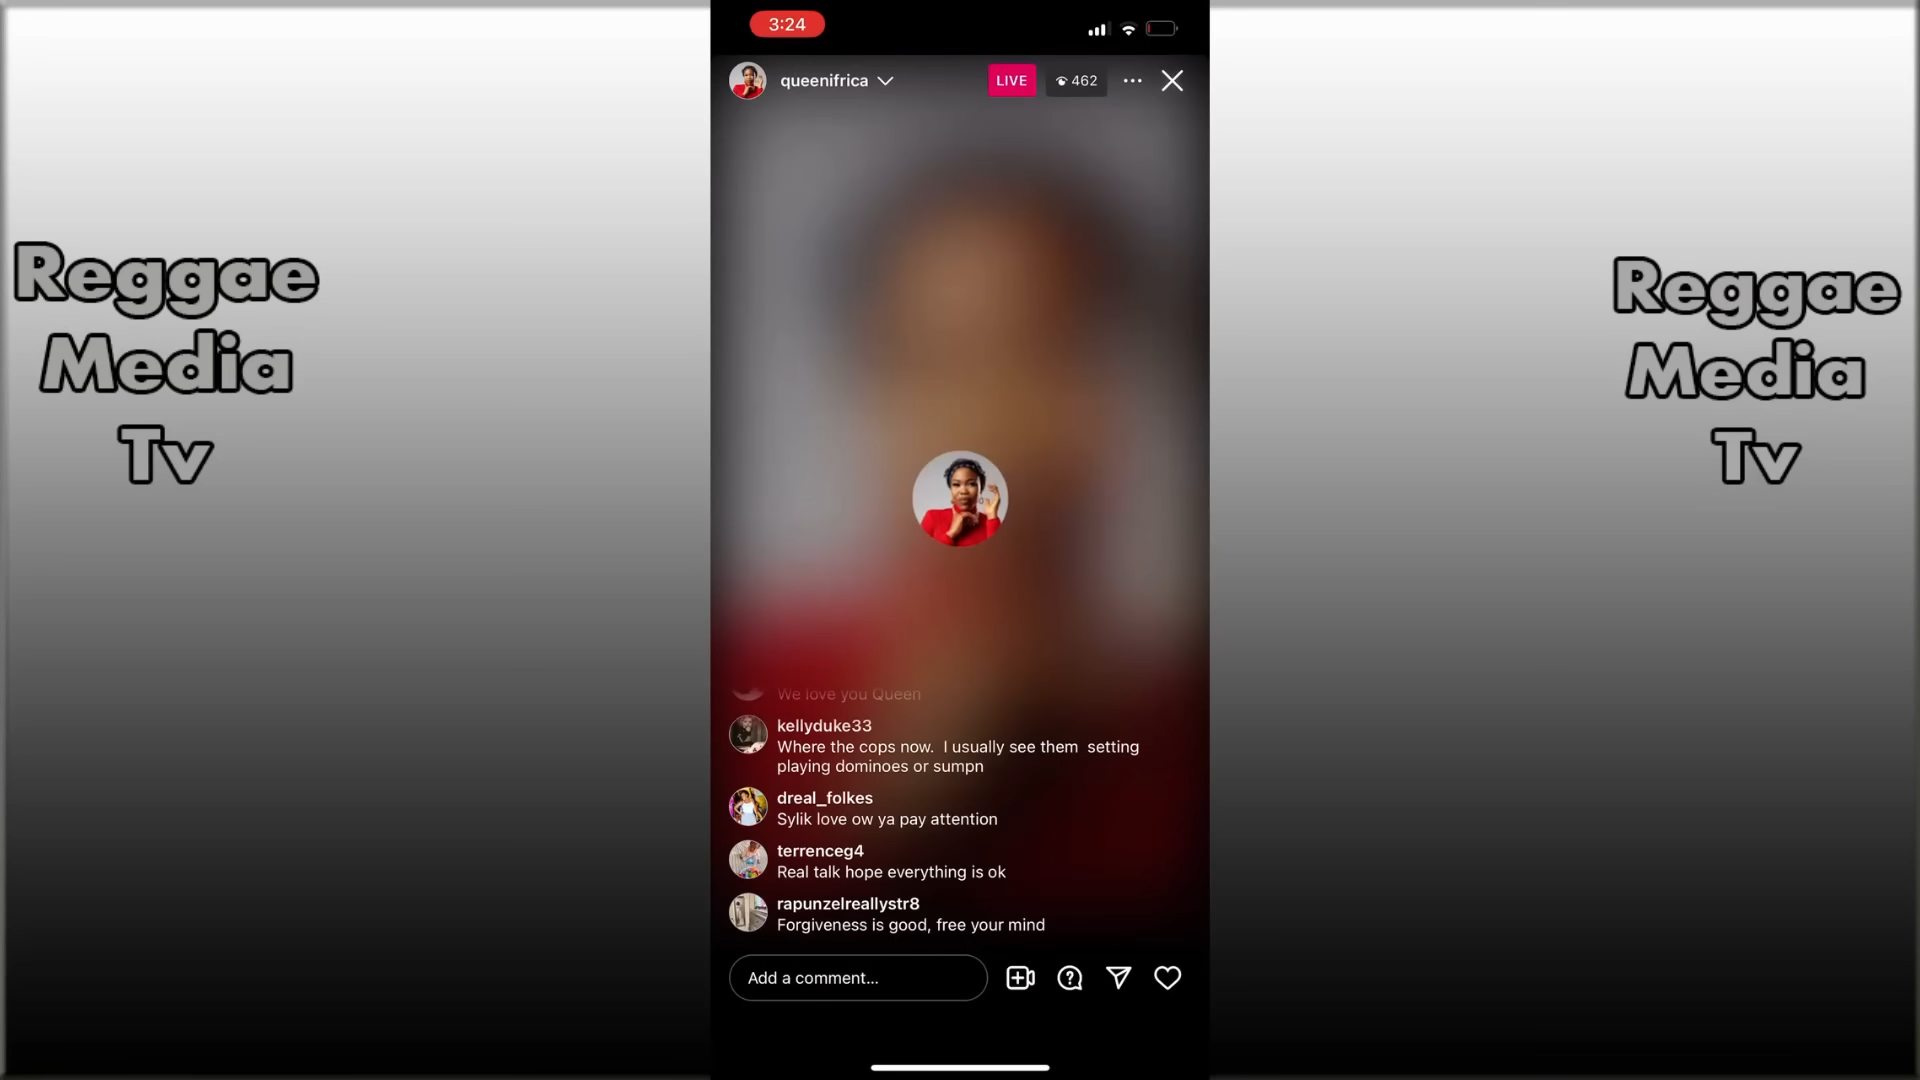 3:24
queenifrica
LIVE
462
Reggae
Media
Tv
Reggae
Media
Tv
We love you Queen
kellyduke33
Where the cops now.  I usually see them  setting
playing dominoes or sumpn
dreal_folkes
Sylik love ow ya pay attention
terrenceg4
Real talk hope everything is ok
rapunzelreallystr8
Forgiveness is good, free your mind
Add a comment...